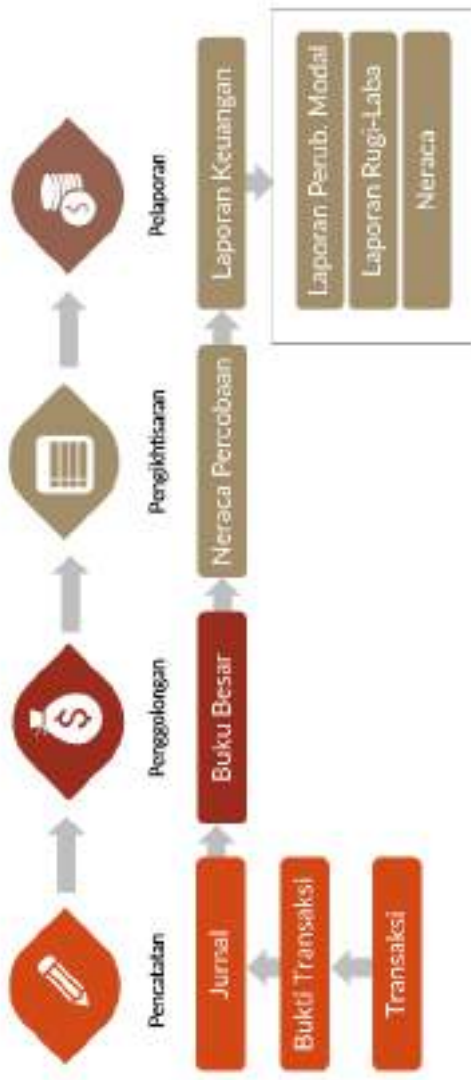 Pencatatan
Penggolongan
Pengikhtisaran
Pelaporan
Jurnal
Buku Besar
Neraca Percobaan
Laporan Keuangan
Bukti Transaksi
Transaksi
Laporan Perub. Modal
Laporan Rugi-Laba
Neraca